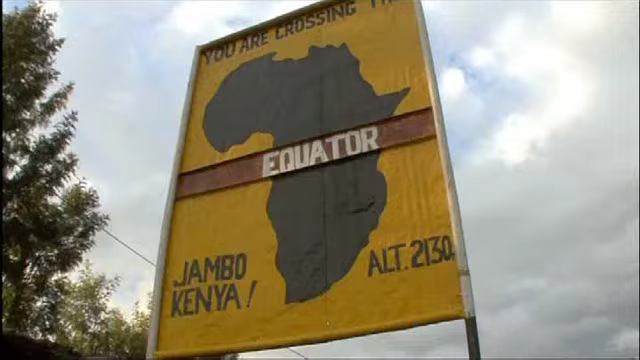 YOU ARE CROSSING THE
EQUATOR
JAMBO
KENYA!
ALT. 2130